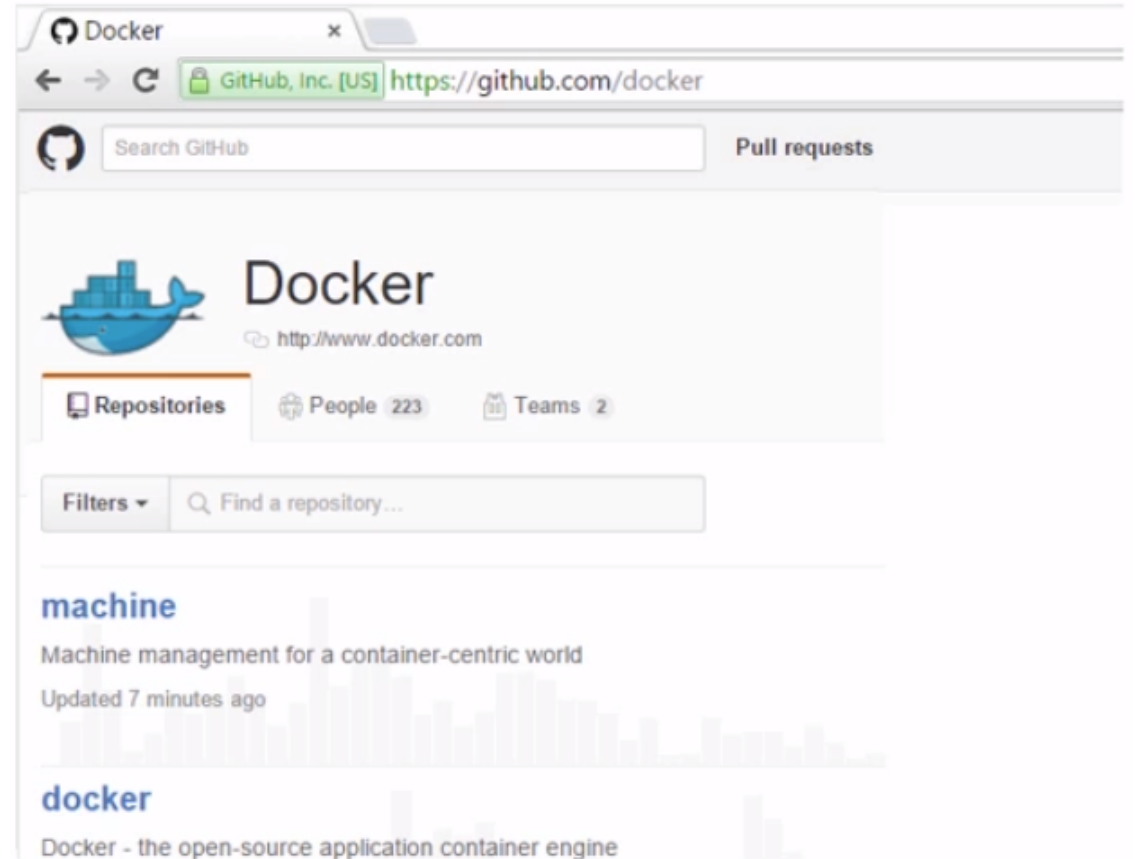 Docker
GitHub, Inc. [US] https://github.com/docker
Search GitHub Pull requests
Docker
http://www.docker.com
Repositories People 223 Teams 2
Filters Find a repository...
machine
Machine management for a container-centric world
Updated 7 minutes ago
docker
Docker - the open-source application container engine